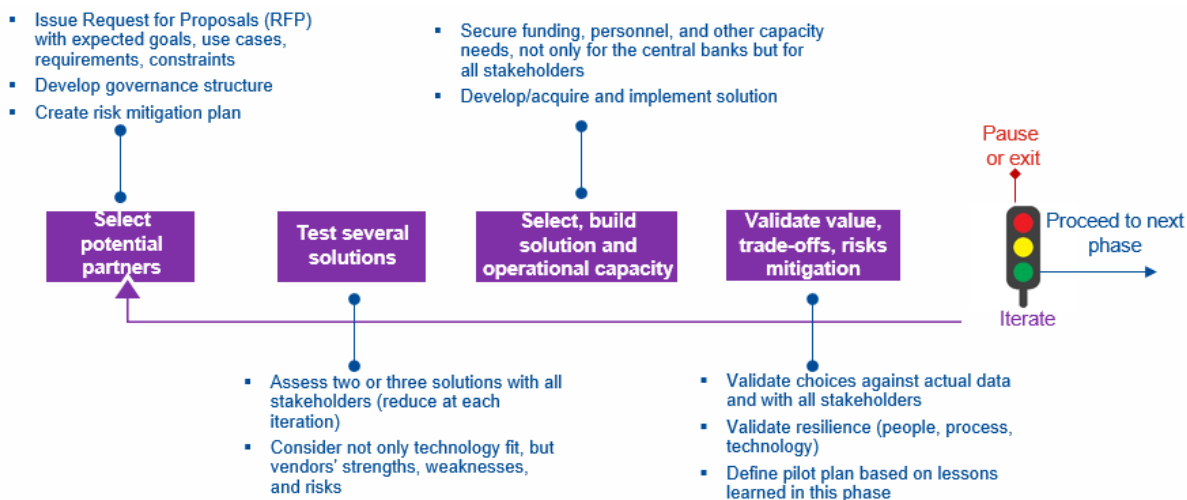 ▪ Issue Request for Proposals (RFP)
with expected goals, use cases,
requirements, constraints
▪ Develop governance structure
▪ Create risk mitigation plan
▪ Secure funding, personnel, and other capacity
needs, not only for the central banks but for
all stakeholders
▪ Develop/acquire and implement solution
Pause
or exit
Select
potential
partners
Test several
solutions
Select, build
solution and
operational capacity
Validate value,
trade-offs, risks
mitigation
Proceed to next
phase
Iterate
▪ Assess two or three solutions with all
stakeholders (reduce at each
iteration)
▪ Consider not only technology fit, but
vendors' strengths, weaknesses,
and risks
▪ Validate choices against actual data
and with all stakeholders
▪ Validate resilience (people, process,
technology)
▪ Define pilot plan based on lessons
learned in this phase